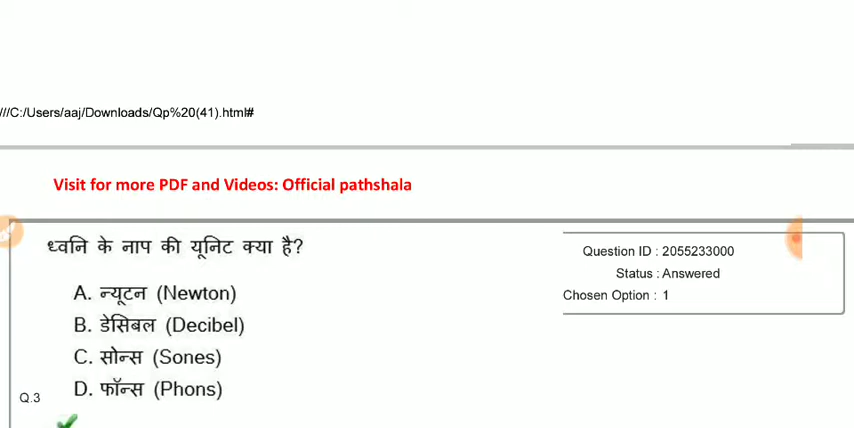 ///C:/Users/aaj/Downloads/Qp%20(41).html#
Visit for more PDF and Videos: Official pathshala
ध्वनि के नाप की यूनिट क्या है?
A. न्यूटन (Newton)
B. डेसिबल (Decibel)
C. सोन्स (Sones)
D. फॉन्स (Phons)
Q.3
Question ID : 2055233000
Status : Answered
Chosen Option : 1